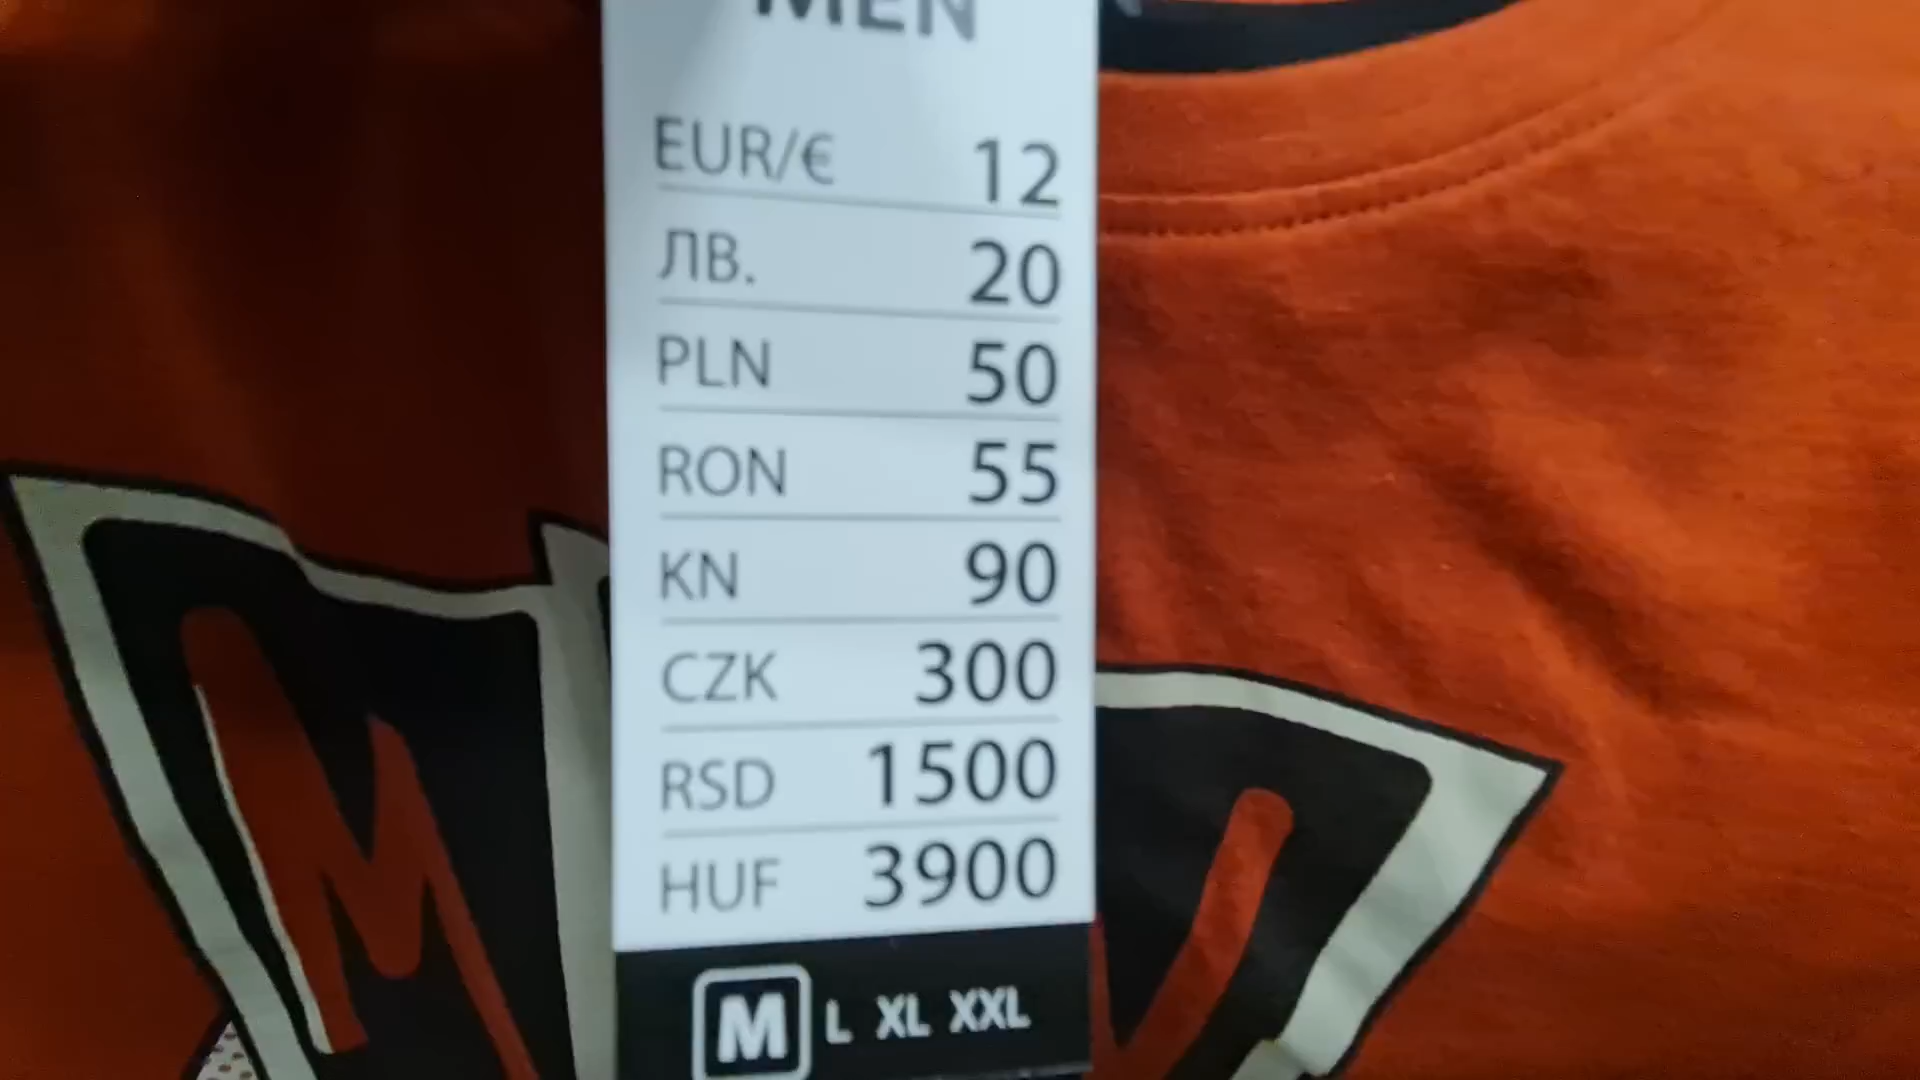 MEN
EUR/€ 12
ЛВ. 20
PLN 50
RON 55
KN 90
CZK 300
RSD 1500
HUF 3900
M L XL XXL